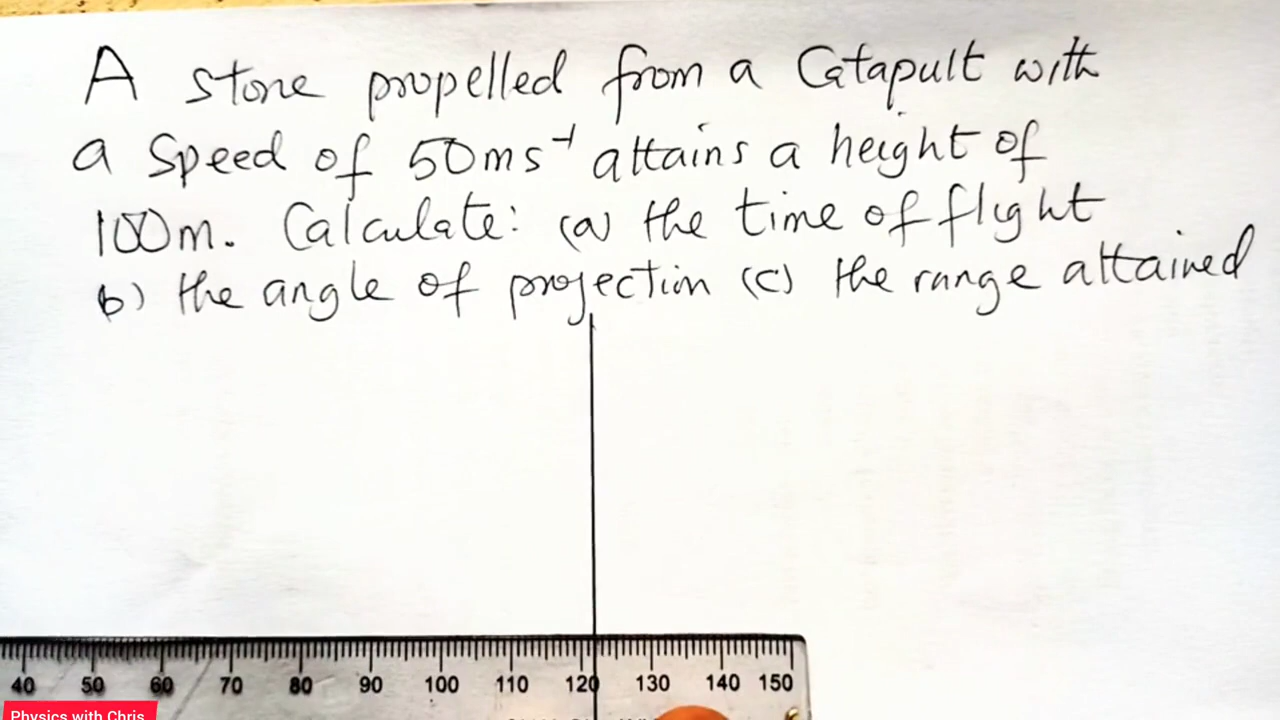 A stone propelled from a Catapult with
a speed of 50ms⁻¹ attains a height of
100m. Calculate: (a) the time of flight
b) the angle of projection (c) the range attained
40 50 60 70 80 90 100 110 120 130 140 150
Physics with Chris